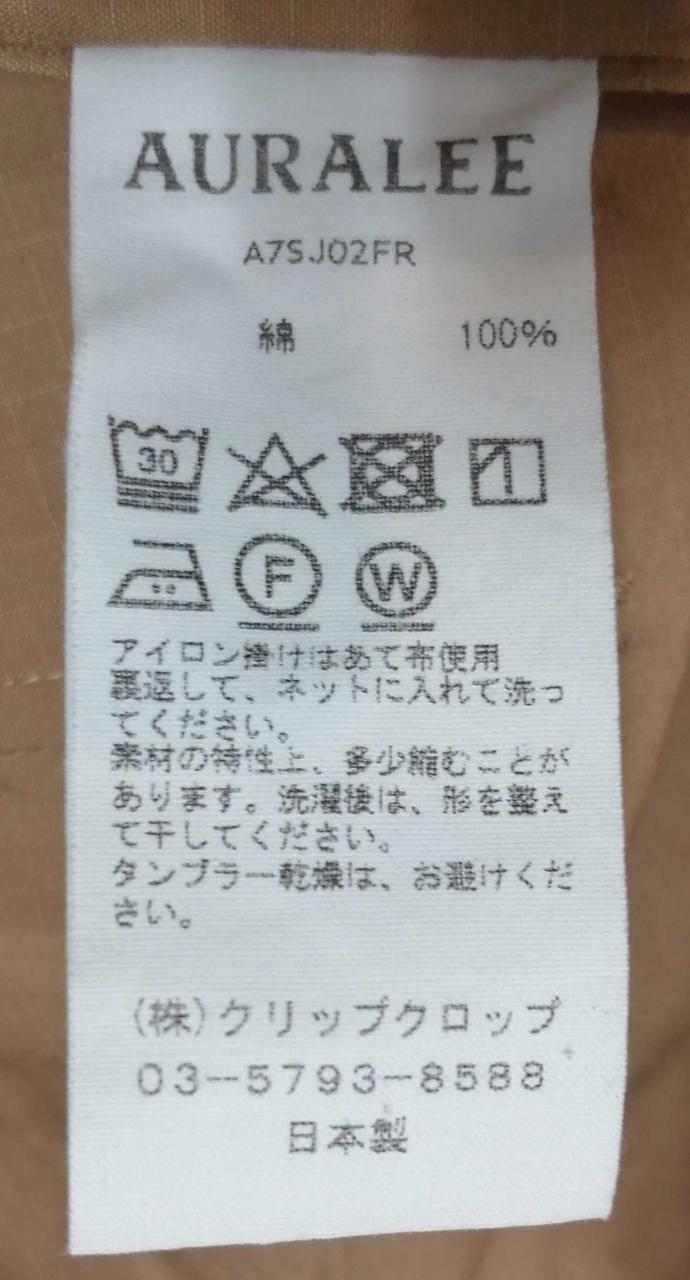 AURALEE
A7SJ02FR
綿 100%
30
F W
アイロン掛けはあて布使用
裏返して、ネットに入れて洗っ
てください。
素材の特性上、多少縮むことが
あります。洗濯後は、形を整え
て干してください。
タンブラー乾燥は、お避けくだ
さい。
(株)クリップクロップ
03-5793-8588
日本製